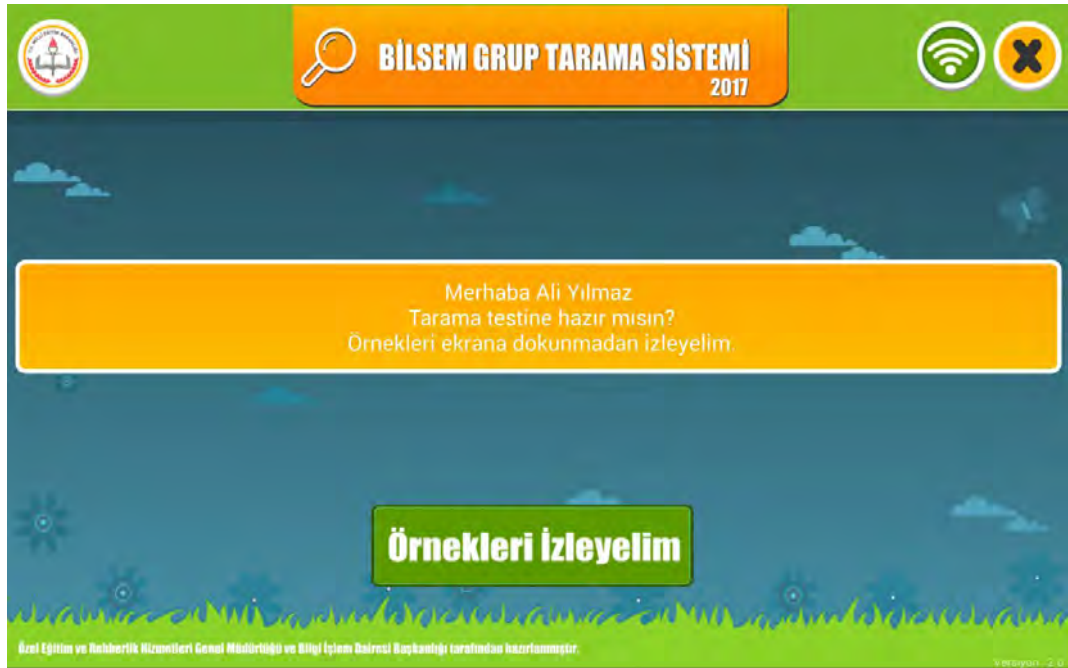 BİLSEM GRUP TARAMA SİSTEMİ
2017
Merhaba Ali Yılmaz
Tarama testine hazır mısın?
Örnekleri ekrana dokunmadan izleyelim.
Örnekleri İzleyelim
Özel Eğitim ve Rehberlik Hizmetleri Genel Müdürlüğü ve Bilgi İşlem Dairesi Başkanlığı tarafından hazırlanmıştır.
Versiyon : 2.0